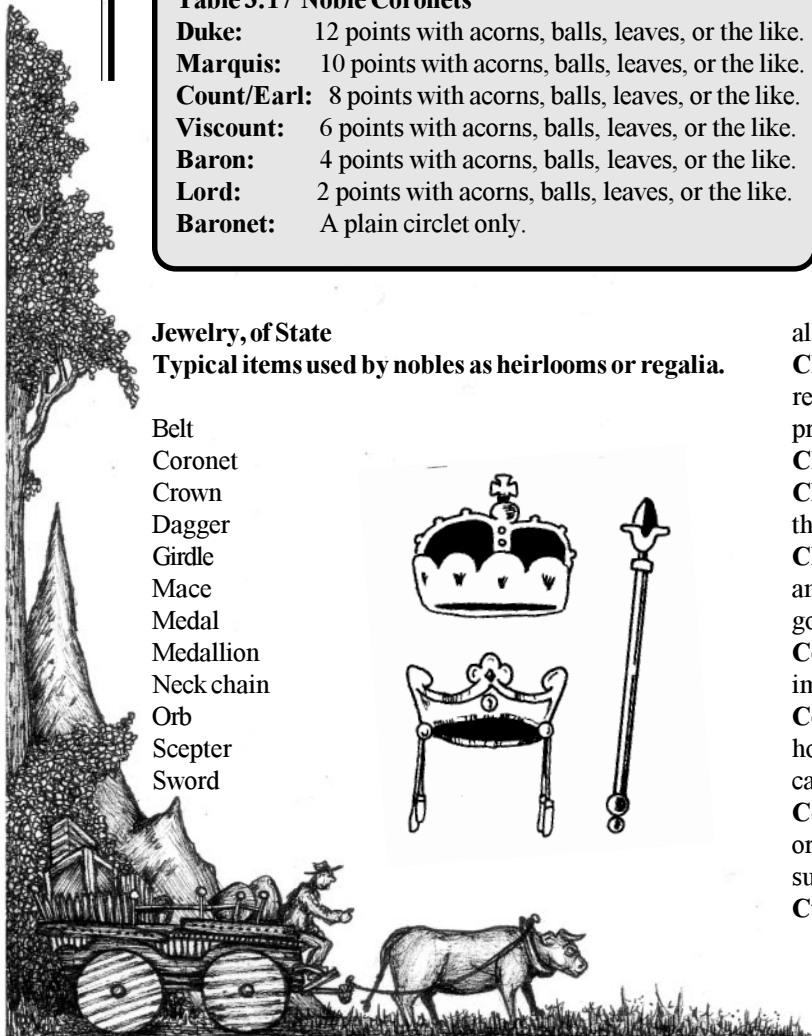 Table 3.17 Noble Coronets
Duke: 12 points with acorns, balls, leaves, or the like.
Marquis: 10 points with acorns, balls, leaves, or the like.
Count/Earl: 8 points with acorns, balls, leaves, or the like.
Viscount: 6 points with acorns, balls, leaves, or the like.
Baron: 4 points with acorns, balls, leaves, or the like.
Lord: 2 points with acorns, balls, leaves, or the like.
Baronet: A plain circlet only.
Jewelry, of State
Typical items used by nobles as heirlooms or regalia.
Belt
Coronet
Crown
Dagger
Girdle
Mace
Medal
Medallion
Neck chain
Orb
Scepter
Sword